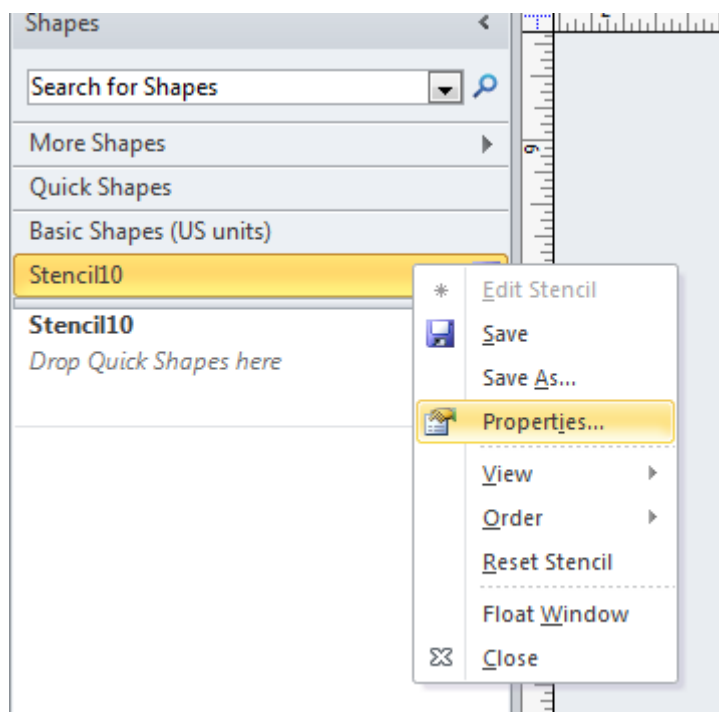 Shapes
Search for Shapes
More Shapes
Quick Shapes
Basic Shapes (US units)
Stencil10
Stencil10
Drop Quick Shapes here
Edit Stencil
Save
Save As...
Properties...
View
Order
Reset Stencil
Float Window
Close